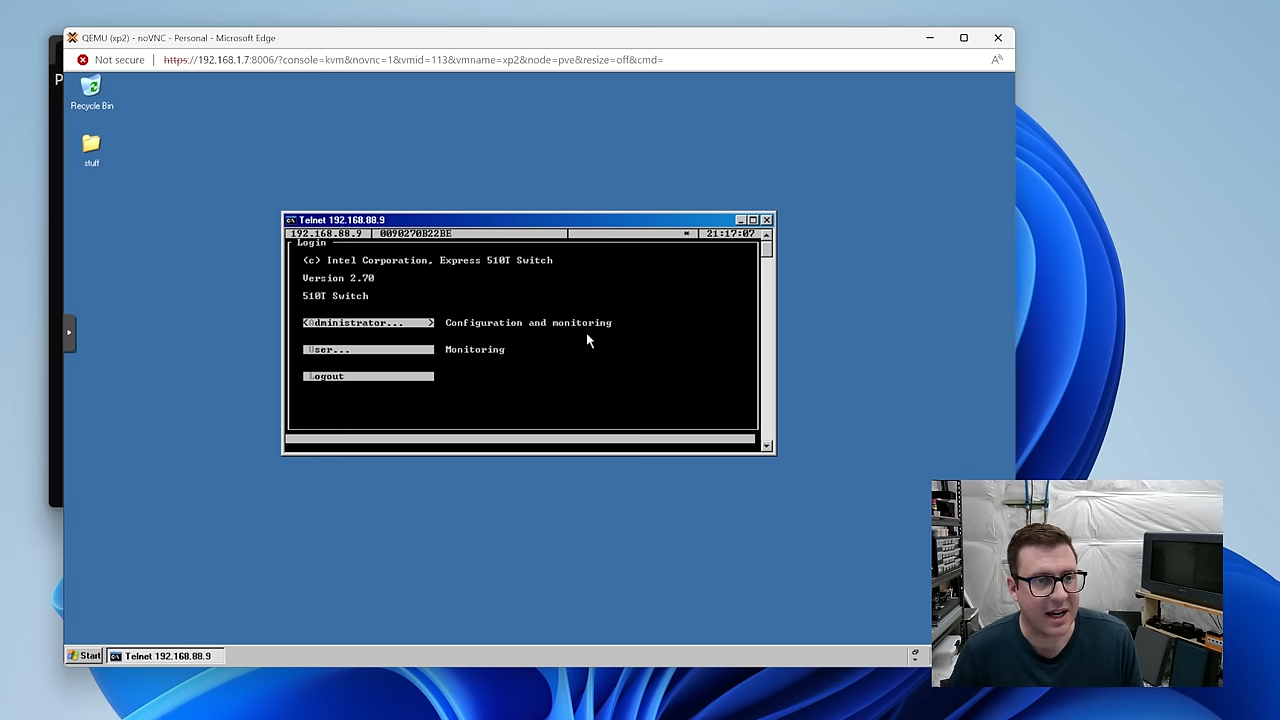 QEMU (xp2) - noVNC - Personal - Microsoft Edge
Not secure
https://192.168.1.7:8006/?console=kvm&novnc=1&vmid=113&vmname=xp2&node=pve&resize=off&cmd=
P
Recycle Bin
stuff
Telnet 192.168.88.9
192.168.88.9 0090270B22BE * 21:17:07
Login
(c) Intel Corporation, Express 510T Switch
Version 2.70
510T Switch
<Administrator... > Configuration and monitoring
User... Monitoring
Logout
Start Telnet 192.168.88.9